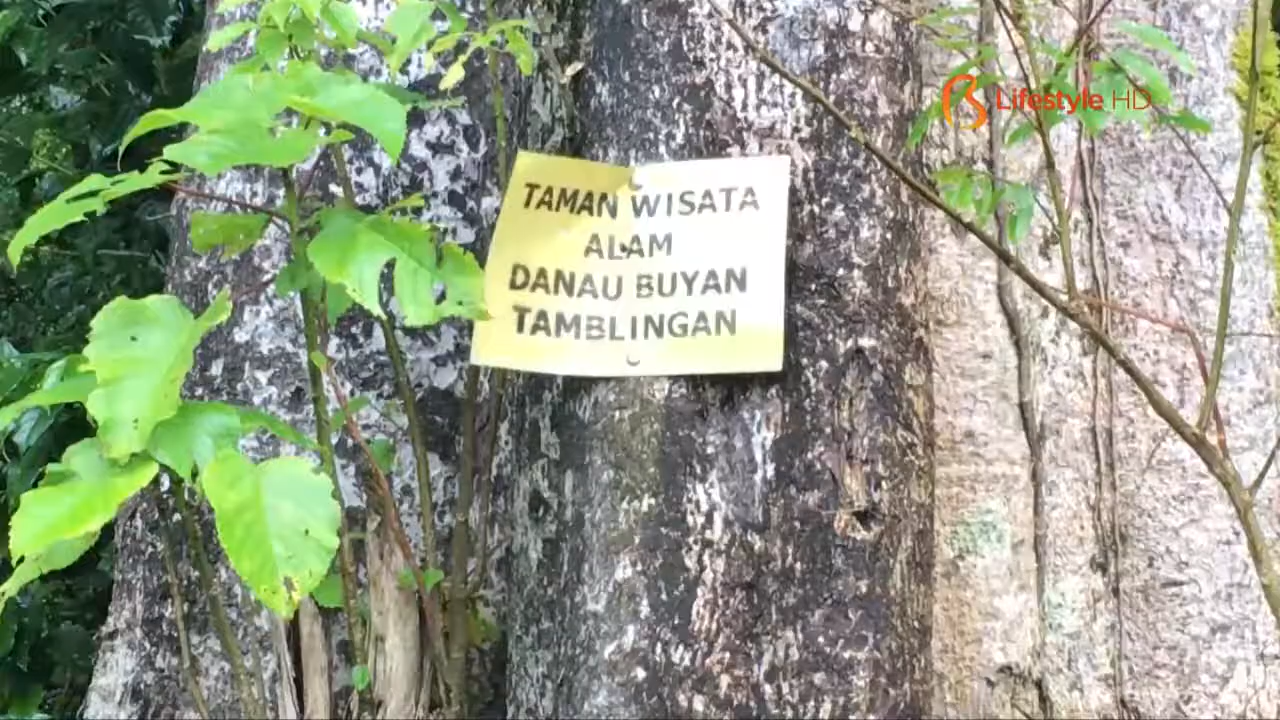 Lifestyle HD
TAMAN WISATA
ALAM
DANAU BUYAN
TAMBLINGAN